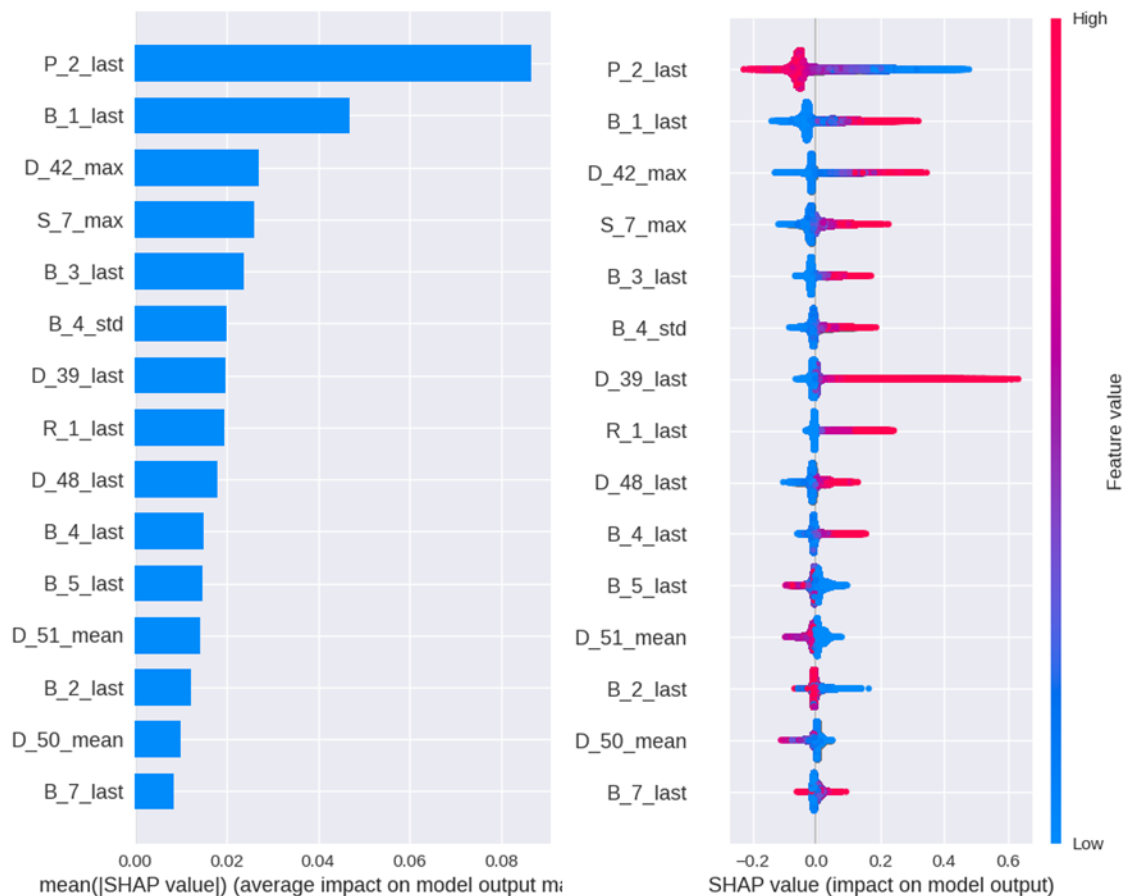 P_2_last
B_1_last
D_42_max
S_7_max
B_3_last
B_4_std
D_39_last
R_1_last
D_48_last
B_4_last
B_5_last
D_51_mean
B_2_last
D_50_mean
B_7_last
0.00 0.02 0.04 0.06 0.08
mean(|SHAP value|) (average impact on model output ma
High
P_2_last
B_1_last
D_42_max
S_7_max
B_3_last
B_4_std
D_39_last
R_1_last
D_48_last
B_4_last
B_5_last
D_51_mean
B_2_last
D_50_mean
B_7_last
Low
Feature value
−0.2 0.0 0.2 0.4 0.6
SHAP value (impact on model output)